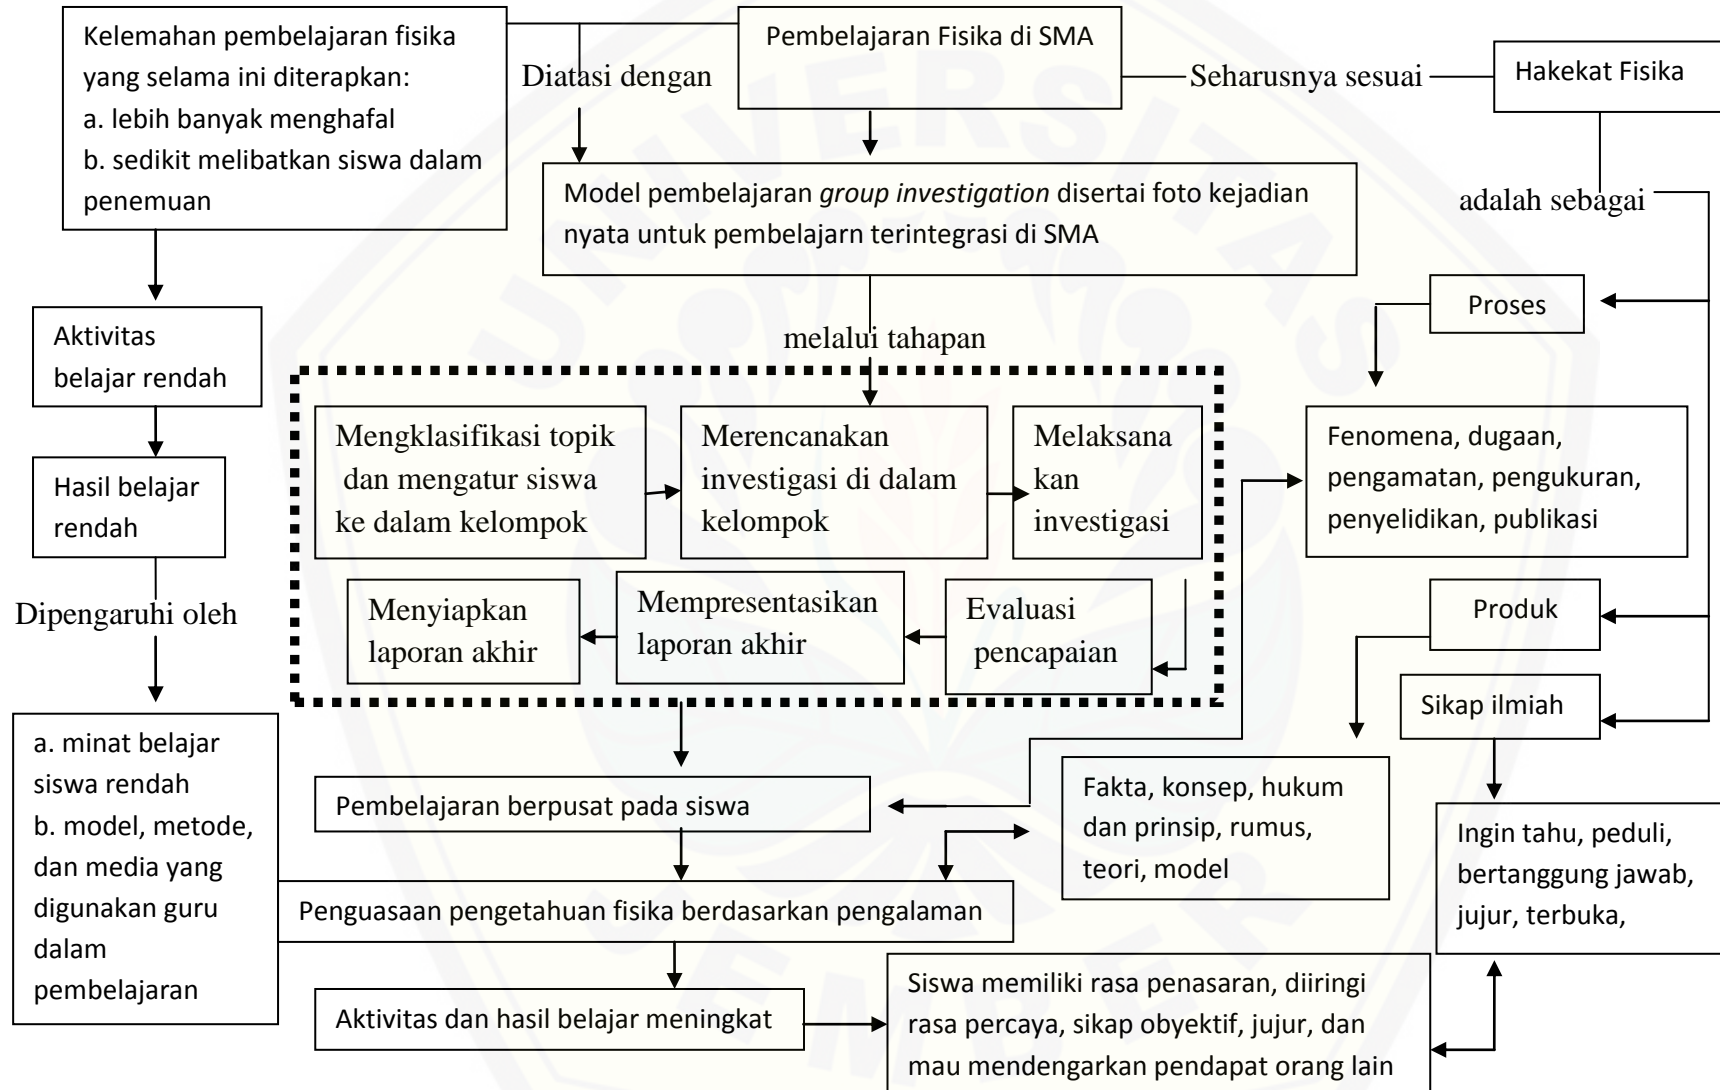 Kelemahan pembelajaran fisika
yang selama ini diterapkan:
a. lebih banyak menghafal
b. sedikit melibatkan siswa dalam
penemuan
Diatasi dengan
Pembelajaran Fisika di SMA
Seharusnya sesuai
Hakekat Fisika
Model pembelajaran group investigation disertai foto kejadian
nyata untuk pembelajarn terintegrasi di SMA
adalah sebagai
Aktivitas
belajar rendah
melalui tahapan
Proses
Mengklasifikasi topik
dan mengatur siswa
ke dalam kelompok
Merencanakan
investigasi di dalam
kelompok
Melaksana
kan
investigasi
Fenomena, dugaan,
pengamatan, pengukuran,
penyelidikan, publikasi
Hasil belajar
rendah
Dipengaruhi oleh
Menyiapkan
laporan akhir
Mempresentasikan
laporan akhir
Evaluasi
pencapaian
Produk
Sikap ilmiah
a. minat belajar
siswa rendah
b. model, metode,
dan media yang
digunakan guru
dalam
pembelajaran
Pembelajaran berpusat pada siswa
Fakta, konsep, hukum
dan prinsip, rumus,
teori, model
Ingin tahu, peduli,
bertanggung jawab,
jujur, terbuka,
Penguasaan pengetahuan fisika berdasarkan pengalaman
Aktivitas dan hasil belajar meningkat
Siswa memiliki rasa penasaran, diiringi
rasa percaya, sikap obyektif, jujur, dan
mau mendengarkan pendapat orang lain
UNIVERSITAS
JEMBER